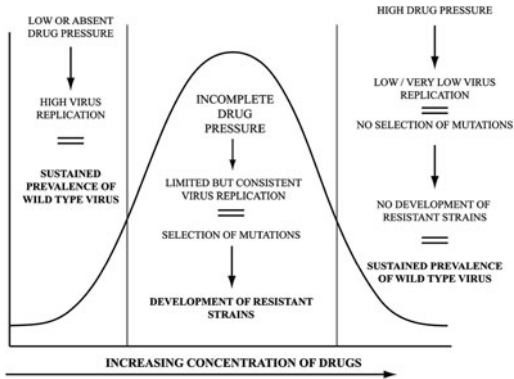 LOW OR ABSENT
DRUG PRESSURE
HIGH VIRUS
REPLICATION
SUSTAINED
PREVALENCE OF
WILD TYPE VIRUS
INCOMPLETE
DRUG
PRESSURE
LIMITED BUT CONSISTENT
VIRUS REPLICATION
SELECTION OF MUTATIONS
DEVELOPMENT OF RESISTANT
STRAINS
HIGH DRUG PRESSURE
LOW / VERY LOW VIRUS
REPLICATION
NO SELECTION OF MUTATIONS
NO DEVELOPMENT OF
RESISTANT STRAINS
SUSTAINED PREVALENCE
OF WILD TYPE VIRUS
INCREASING CONCENTRATION OF DRUGS